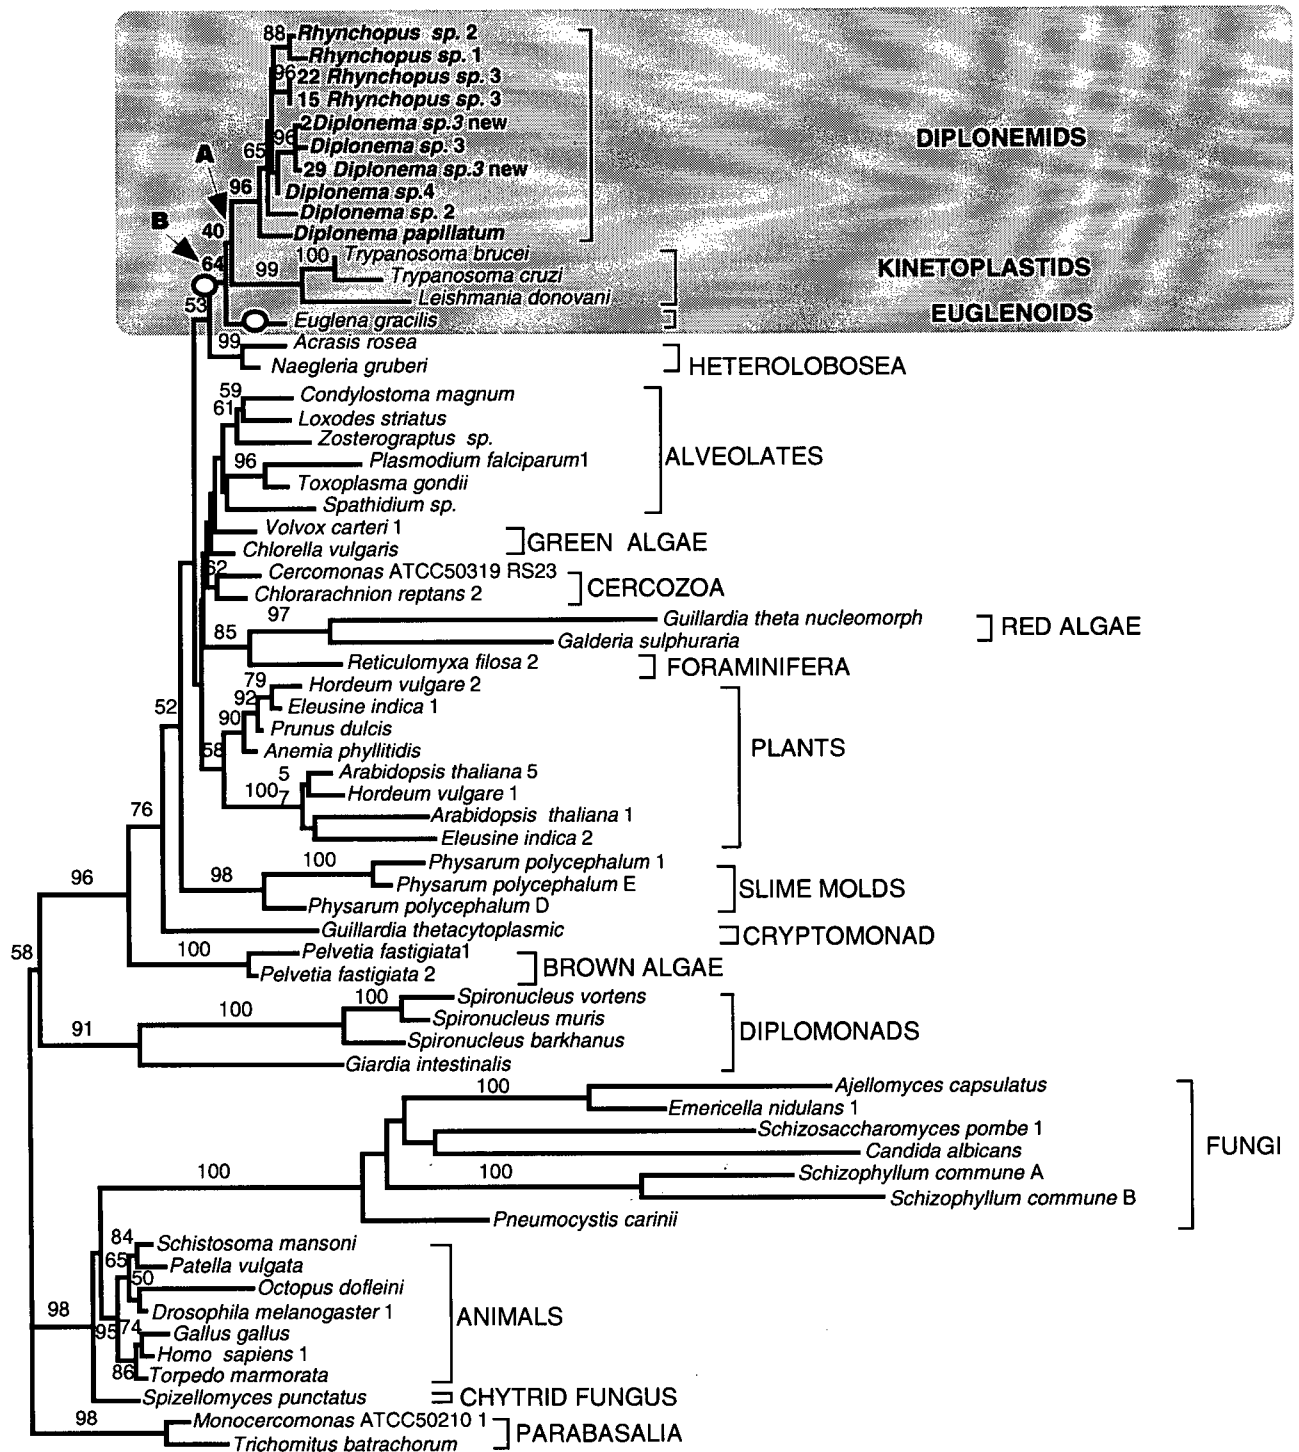 88 Rhynchopus sp. 2
Rhynchopus sp. 1
96 22 Rhynchopus sp. 3
15 Rhynchopus sp. 3
2 Diplonema sp.3 new
DIPLONEMIDS
96 Diplonema sp. 3
A 65
29 Diplonema sp.3 new
96 Diplonema sp.4
B Diplonema sp. 2
40 Diplonema papillatum
100 Trypanosoma brucei
64 99 Trypanosoma cruzi
KINETOPLASTIDS
Leishmania donovani
53 Euglena gracilis
EUGLENOIDS
99 Acrasis rosea
Naegleria gruberi
HETEROLOBOSEA
59 Condylostoma magnum
61 Loxodes striatus
Zosterograptus sp.
96 Plasmodium falciparum1
ALVEOLATES
Toxoplasma gondii
Spathidium sp.
Volvox carteri 1
GREEN ALGAE
Chlorella vulgaris
62 Cercomonas ATCC50319 RS23
CERCOZOA
Chlorarachnion reptans 2
97 Guillardia theta nucleomorph
RED ALGAE
85 Galderia sulphuraria
Reticulomyxa filosa 2
FORAMINIFERA
79 Hordeum vulgare 2
92 Eleusine indica 1
52 90 Prunus dulcis
58 Anemia phyllitidis
PLANTS
5 Arabidopsis thaliana 5
100 7 Hordeum vulgare 1
76 Arabidopsis thaliana 1
Eleusine indica 2
100 Physarum polycephalum 1
96 98 Physarum polycephalum E
SLIME MOLDS
Physarum polycephalum D
Guillardia thetacytoplasmic
CRYPTOMONAD
58 100 Pelvetia fastigiata1
BROWN ALGAE
Pelvetia fastigiata 2
100 Spironucleus vortens
100 Spironucleus muris
91 DIPLOMONADS
Spironucleus barkhanus
Giardia intestinalis
100 Ajellomyces capsulatus
Emericella nidulans 1
Schizosaccharomyces pombe 1
FUNGI
Candida albicans
100 100 Schizophyllum commune A
Schizophyllum commune B
Pneumocystis carinii
84 Schistosoma mansoni
65 Patella vulgata
50 Octopus dofleini
98 Drosophila melanogaster 1
ANIMALS
95 74 Gallus gallus
Homo sapiens 1
86 Torpedo marmorata
Spizellomyces punctatus
CHYTRID FUNGUS
98 Monocercomonas ATCC50210 1
PARABASALIA
Trichomitus batrachorum